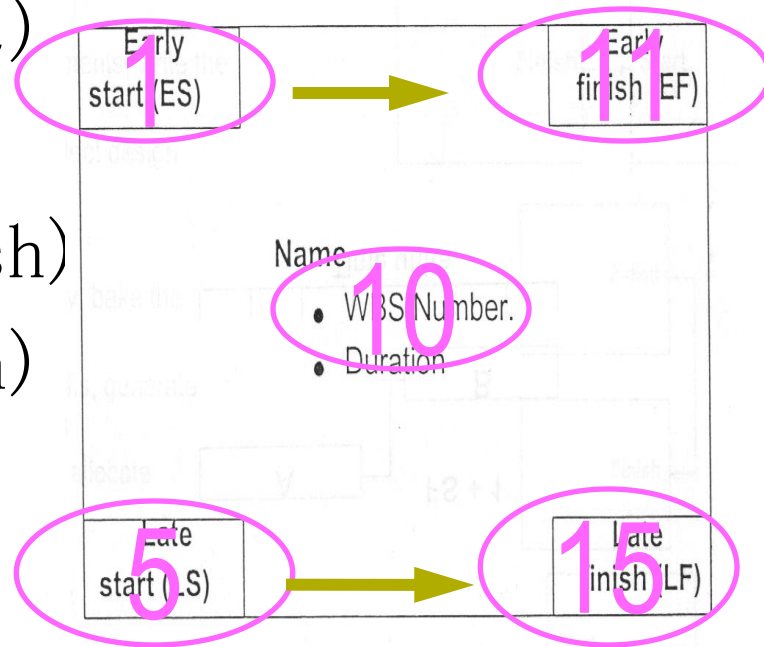 Early
start (ES)
1
Early
finish (EF)
11
sh)
Name
• WBS Number.
• Duration
10
Late
start (LS)
5
Late
finish (LF)
15